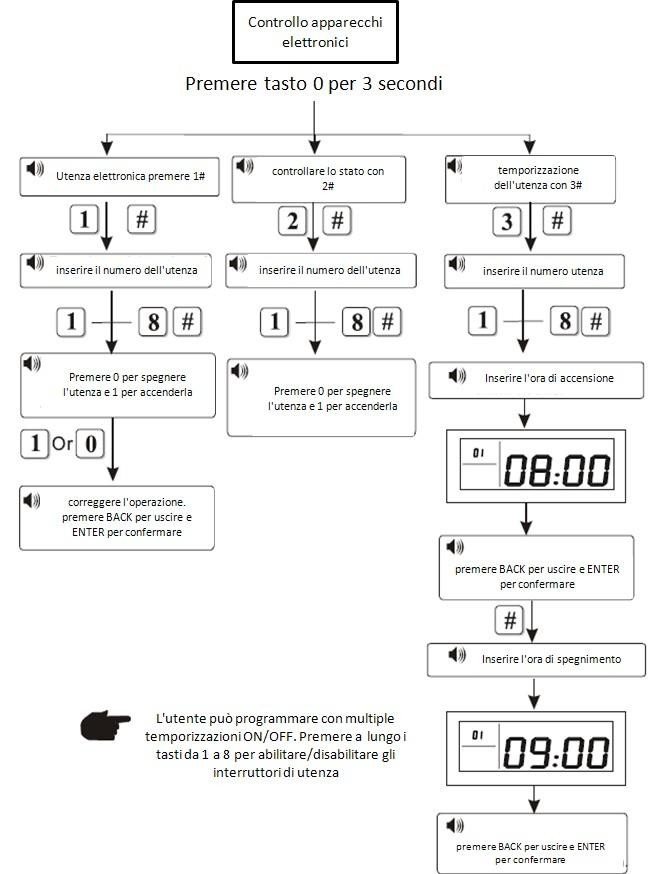 Controllo apparecchi
elettronici
Premere tasto 0 per 3 secondi
Utenza elettronica premere 1#
1 #
inserire il numero dell'utenza
1 8 #
Premere 0 per spegnere
l'utenza e 1 per accenderla
1 Or 0
correggere l'operazione.
premere BACK per uscire e
ENTER per confermare
controllare lo stato con
2#
2 #
inserire il numero dell'utenza
1 8 #
Premere 0 per spegnere
l'utenza e 1 per accenderla
temporizzazione
dell'utenza con 3#
3 #
inserire il numero utenza
1 8 #
Inserire l'ora di accensione
01 08:00
premere BACK per uscire e ENTER
per confermare
#
Inserire l'ora di spegnimento
01 09:00
premere BACK per uscire e ENTER
per confermare
L'utente può programmare con multiple
temporizzazioni ON/OFF. Premere a lungo i
tasti da 1 a 8 per abilitare/disabilitare gli
interruttori di utenza